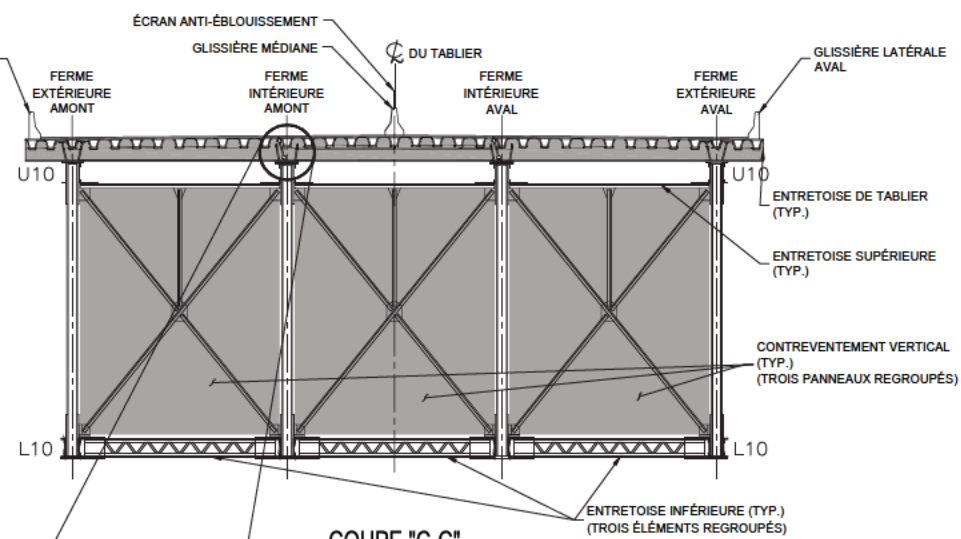 ÉCRAN ANTI-ÉBLOUISSEMENT
GLISSIÈRE MÉDIANE
℄ DU TABLIER
GLISSIÈRE LATÉRALE
AVAL
FERME
EXTÉRIEURE
AMONT
FERME
INTÉRIEURE
AMONT
FERME
INTÉRIEURE
AVAL
FERME
EXTÉRIEURE
AVAL
U10
U10
ENTRETOISE DE TABLIER
(TYP.)
ENTRETOISE SUPÉRIEURE
(TYP.)
CONTREVENTEMENT VERTICAL
(TYP.)
(TROIS PANNEAUX REGROUPÉS)
L10
L10
ENTRETOISE INFÉRIEURE (TYP.)
(TROIS ÉLÉMENTS REGROUPÉS)
COUPE